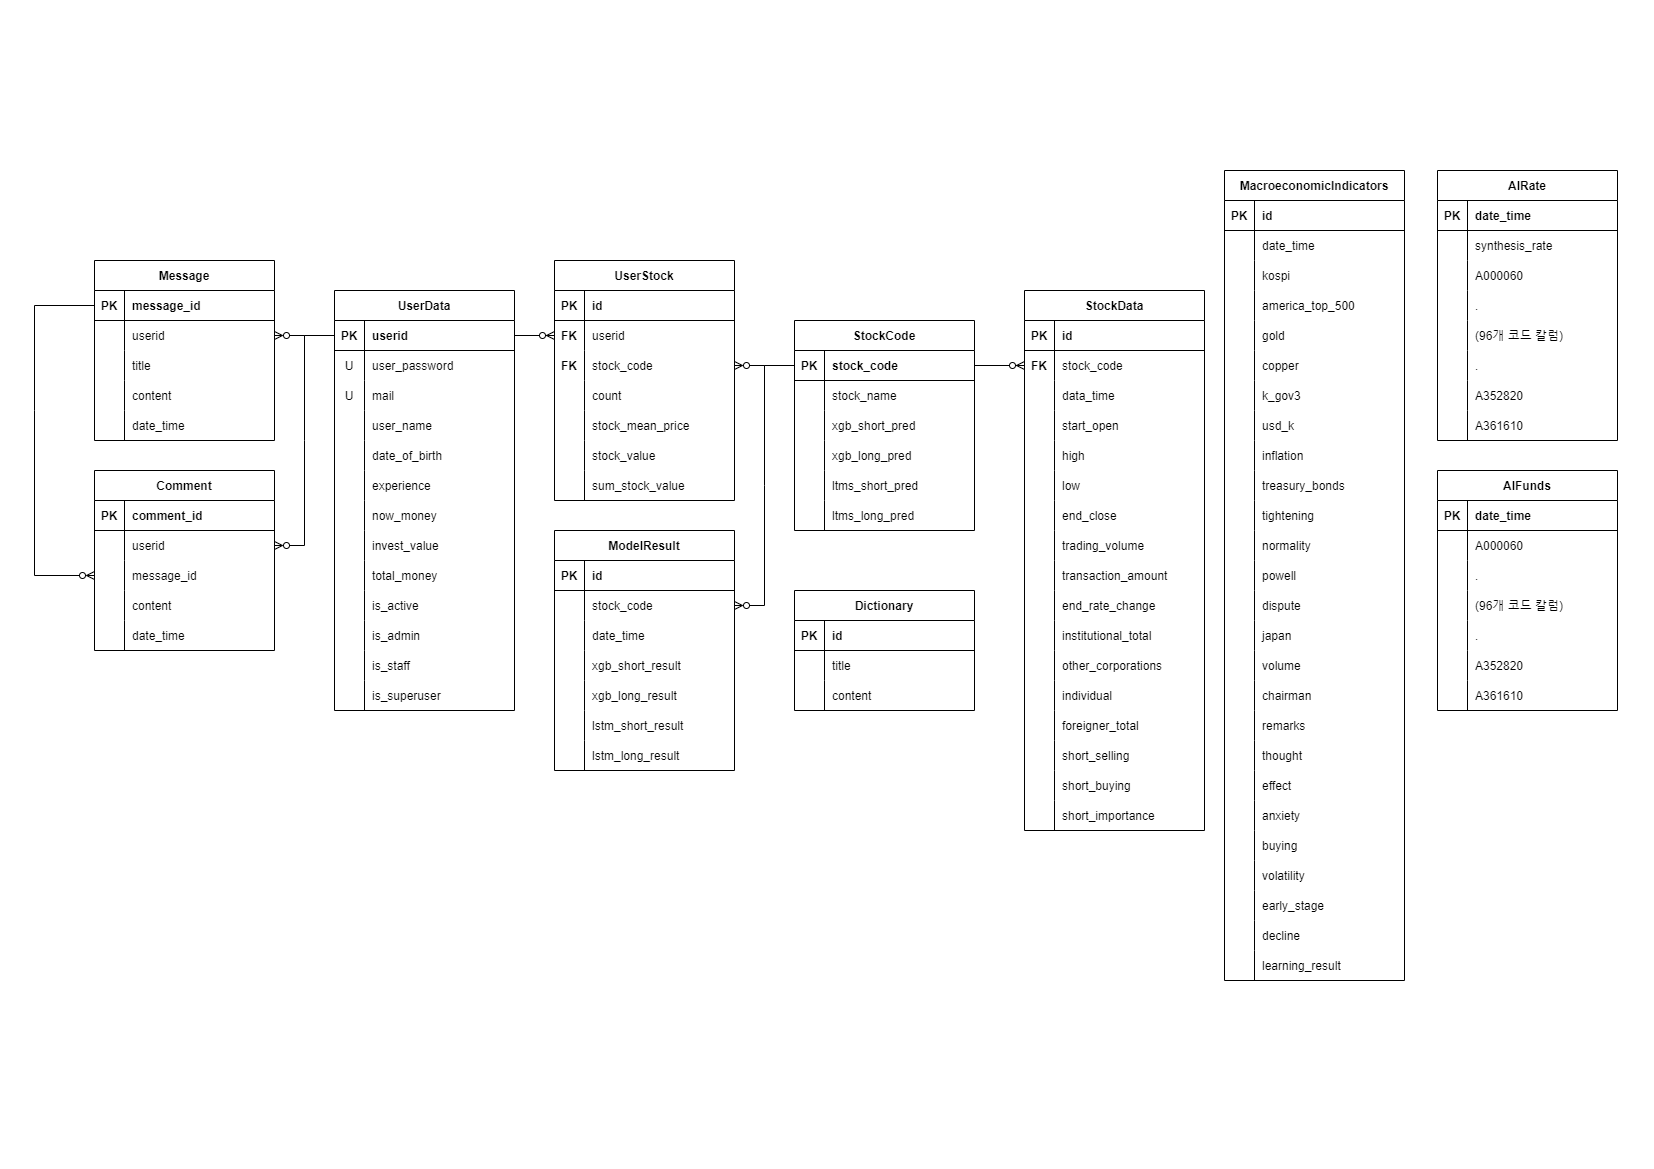 Message
PK message_id
userid
title
content
date_time
Comment
PK comment_id
userid
message_id
content
date_time
UserData
PK userid
U user_password
U mail
user_name
date_of_birth
experience
now_money
invest_value
total_money
is_active
is_admin
is_staff
is_superuser
UserStock
PK id
FK userid
FK stock_code
count
stock_mean_price
stock_value
sum_stock_value
ModelResult
PK id
stock_code
date_time
xgb_short_result
xgb_long_result
lstm_short_result
lstm_long_result
StockCode
PK stock_code
stock_name
xgb_short_pred
xgb_long_pred
ltms_short_pred
ltms_long_pred
Dictionary
PK id
title
content
StockData
PK id
FK stock_code
data_time
start_open
high
low
end_close
trading_volume
transaction_amount
end_rate_change
institutional_total
other_corporations
individual
foreigner_total
short_selling
short_buying
short_importance
MacroeconomicIndicators
PK id
date_time
kospi
america_top_500
gold
copper
k_gov3
usd_k
inflation
treasury_bonds
tightening
normality
powell
dispute
japan
volume
chairman
remarks
thought
effect
anxiety
buying
volatility
early_stage
decline
learning_result
AIRate
PK date_time
synthesis_rate
A000060
.
(96개 코드 칼럼)
.
A352820
A361610
AIFunds
PK date_time
A000060
.
(96개 코드 칼럼)
.
A352820
A361610